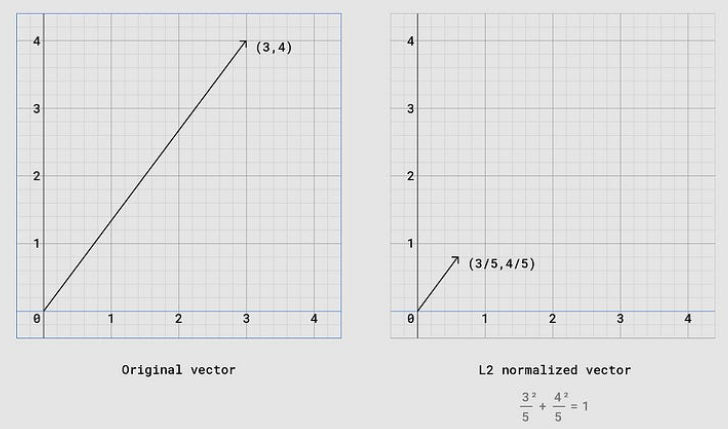 4
(3,4)
3
2
1
0 1 2 3 4
Original vector
4
3
2
1
(3/5,4/5)
0 1 2 3 4
L2 normalized vector
3²/5 + 4²/5 = 1